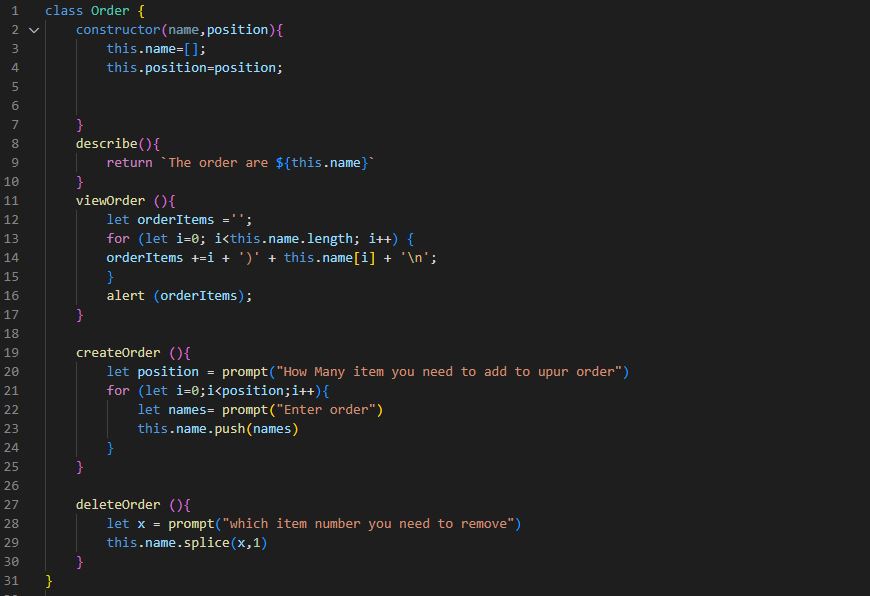 1 class Order {
2 constructor(name,position){
3 this.name=[];
4 this.position=position;
5
6
7 }
8 describe(){
9 return `The order are ${this.name}`
10 }
11 viewOrder (){
12 let orderItems ='';
13 for (let i=0; i<this.name.length; i++) {
14 orderItems +=i + ')' + this.name[i] + '\n';
15 }
16 alert (orderItems);
17 }
18
19 createOrder (){
20 let position = prompt("How Many item you need to add to upur order")
21 for (let i=0;i<position;i++){
22 let names= prompt("Enter order")
23 this.name.push(names)
24 }
25 }
26
27 deleteOrder (){
28 let x = prompt("which item number you need to remove")
29 this.name.splice(x,1)
30 }
31 }